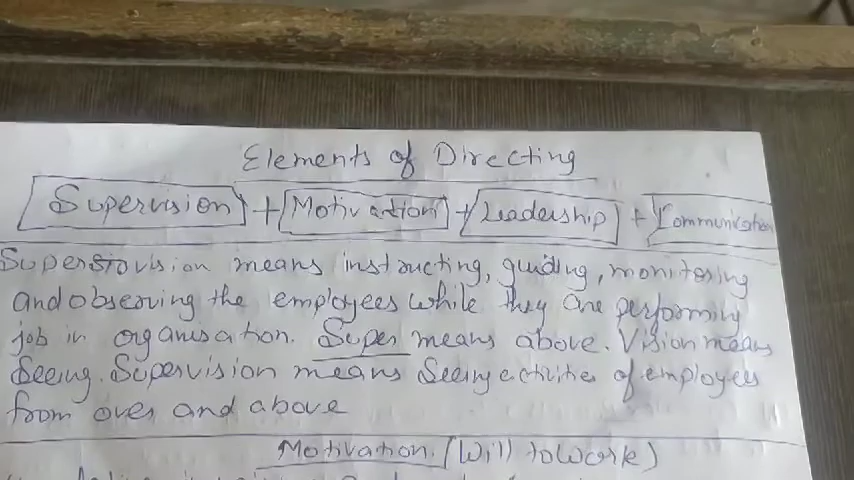 Elements of Directing
Supervision + Motivation + Leadership + Communication
Superstovision means instructing, guiding, monitoring
and observing the employees while they are performing
job in organisation. Super means above. Vision means
Seeing. Supervision means Seeing activities of employees
from over and above
Motivation. (Will to work)